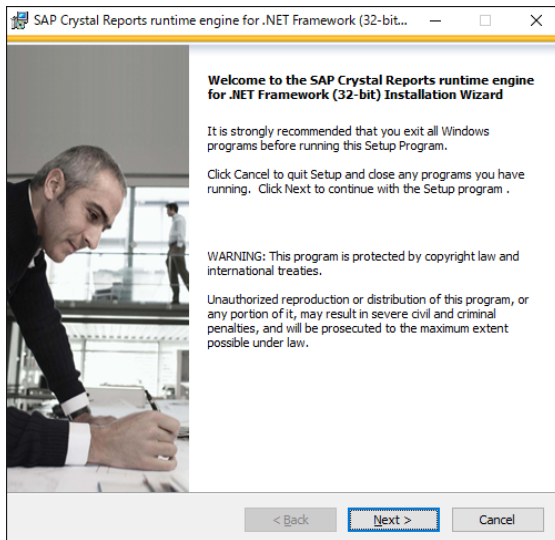 SAP Crystal Reports runtime engine for .NET Framework (32-bit...
Welcome to the SAP Crystal Reports runtime engine
for .NET Framework (32-bit) Installation Wizard
It is strongly recommended that you exit all Windows
programs before running this Setup Program.
Click Cancel to quit Setup and close any programs you have
running.  Click Next to continue with the Setup program .
WARNING: This program is protected by copyright law and
international treaties.
Unauthorized reproduction or distribution of this program, or
any portion of it, may result in severe civil and criminal
penalties, and will be prosecuted to the maximum extent
possible under law.
< Back
Next >
Cancel